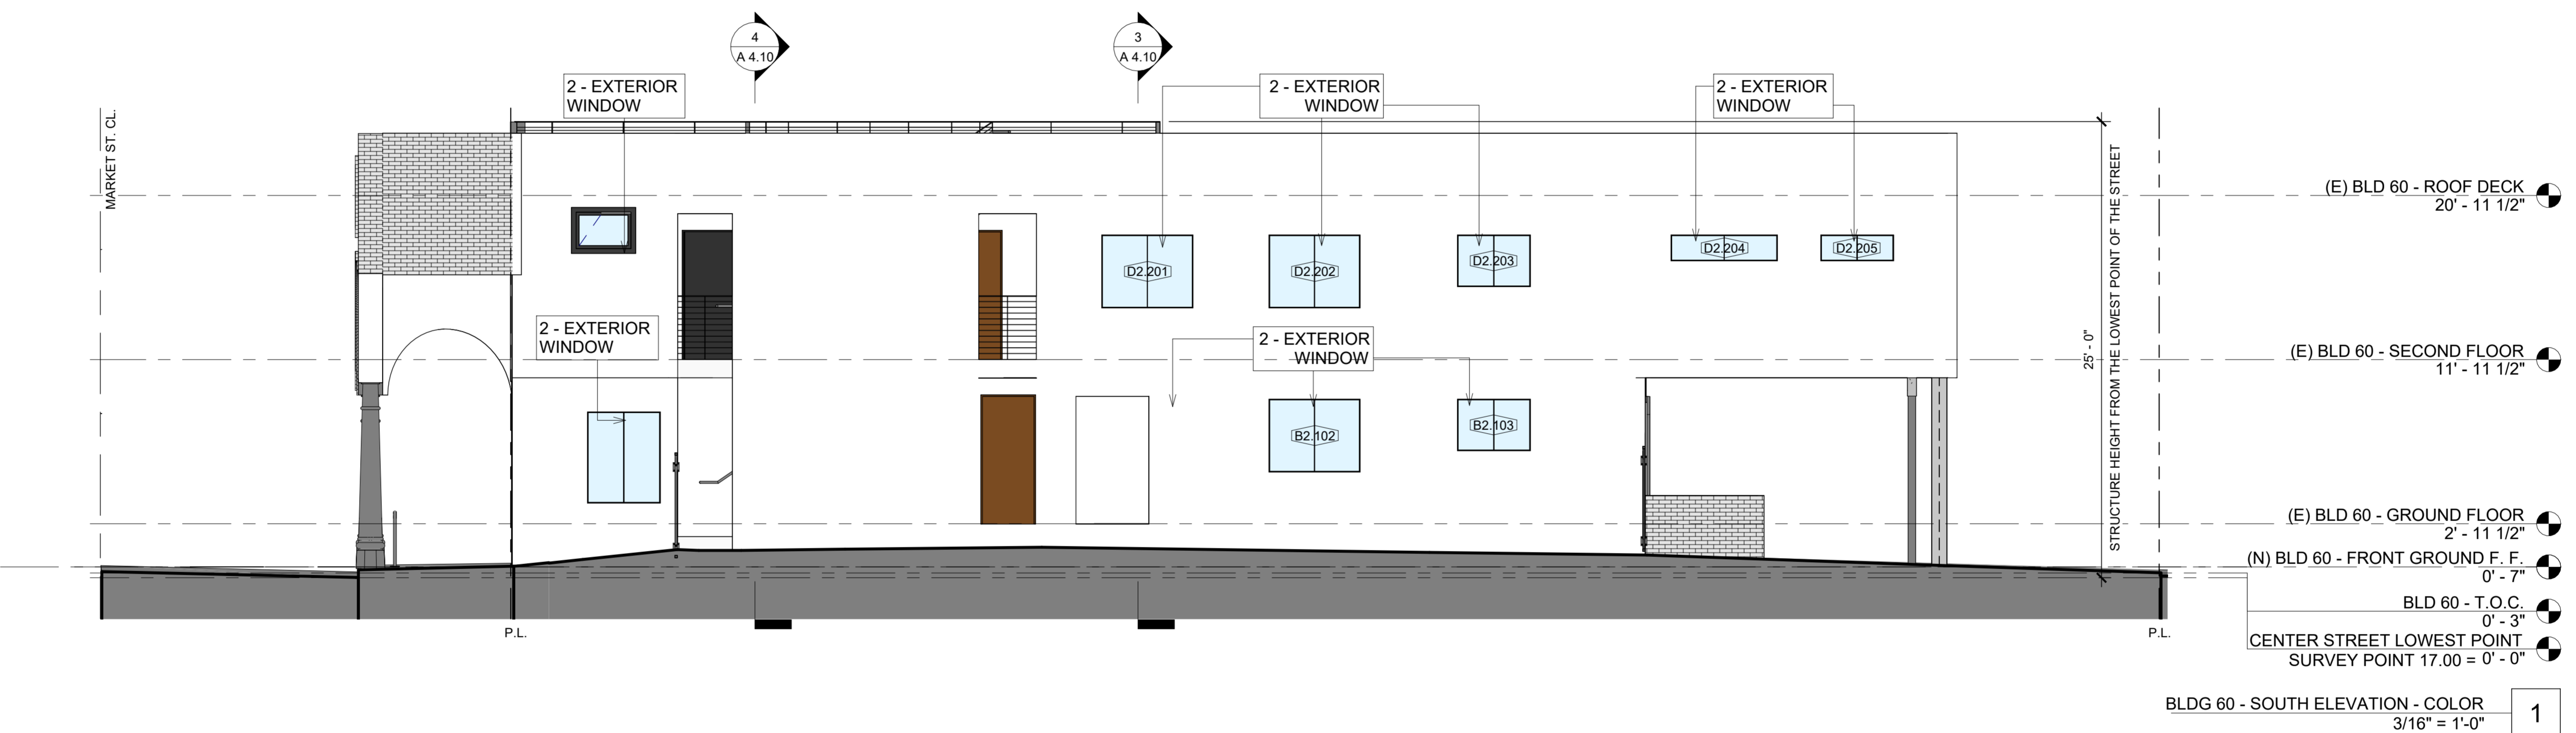 4
A 4.10
3
A 4.10
2 - EXTERIOR
WINDOW
2 - EXTERIOR
WINDOW
2 - EXTERIOR
WINDOW
MARKET ST. CL.
(E) BLD 60 - ROOF DECK
20' - 11 1/2"
D2.201
D2.202
D2.203
D2.204
D2.205
STRUCTURE HEIGHT FROM THE LOWEST POINT OF THE STREET
25' - 0"
2 - EXTERIOR
WINDOW
2 - EXTERIOR
WINDOW
(E) BLD 60 - SECOND FLOOR
11' - 11 1/2"
B2.102
B2.103
(E) BLD 60 - GROUND FLOOR
2' - 11 1/2"
(N) BLD 60 - FRONT GROUND F. F.
0' - 7"
BLD 60 - T.O.C.
0' - 3"
P.L.
P.L.
CENTER STREET LOWEST POINT
SURVEY POINT 17.00 = 0' - 0"
BLDG 60 - SOUTH ELEVATION - COLOR
3/16" = 1'-0"
1